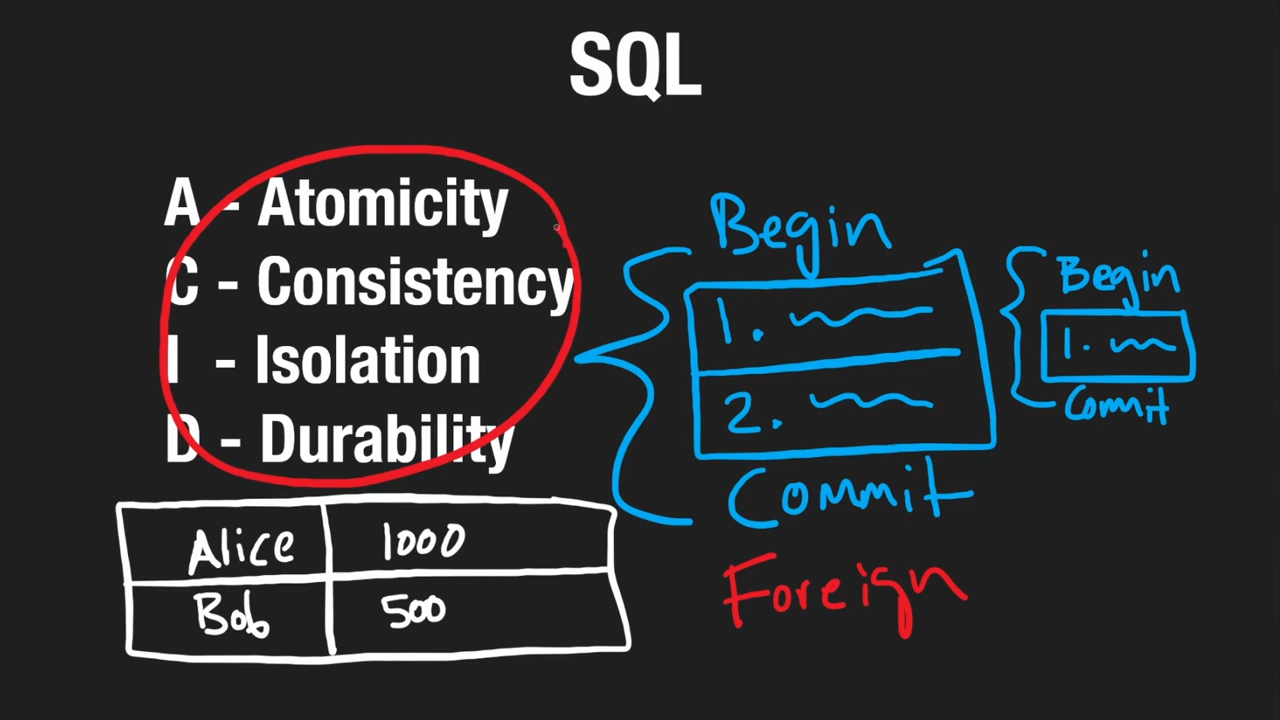 SQL
A - Atomicity
C - Consistency
I - Isolation
D - Durability
Begin
1.
2.
Commit
Begin
1.
Commit
Alice 1000
Bob 500
Foreign